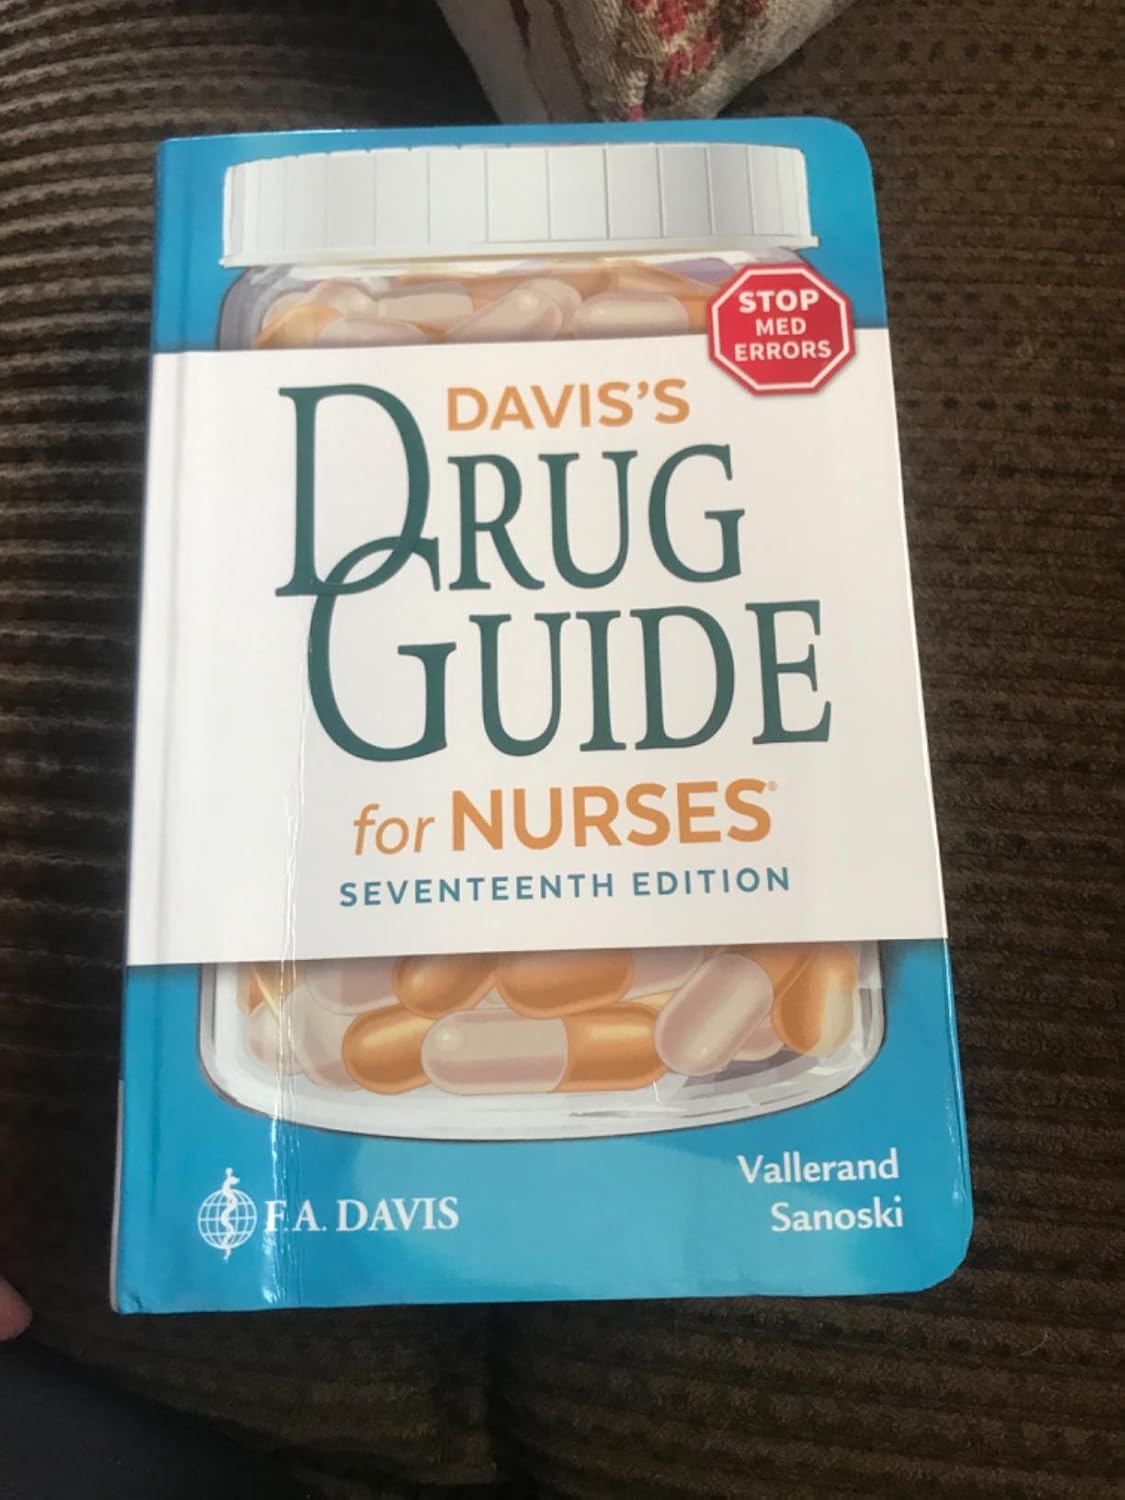 STOP
MED
ERRORS
DAVIS'S
DRUG
GUIDE
for NURSES®
SEVENTEENTH EDITION
Vallerand
Sanoski
F.A. DAVIS